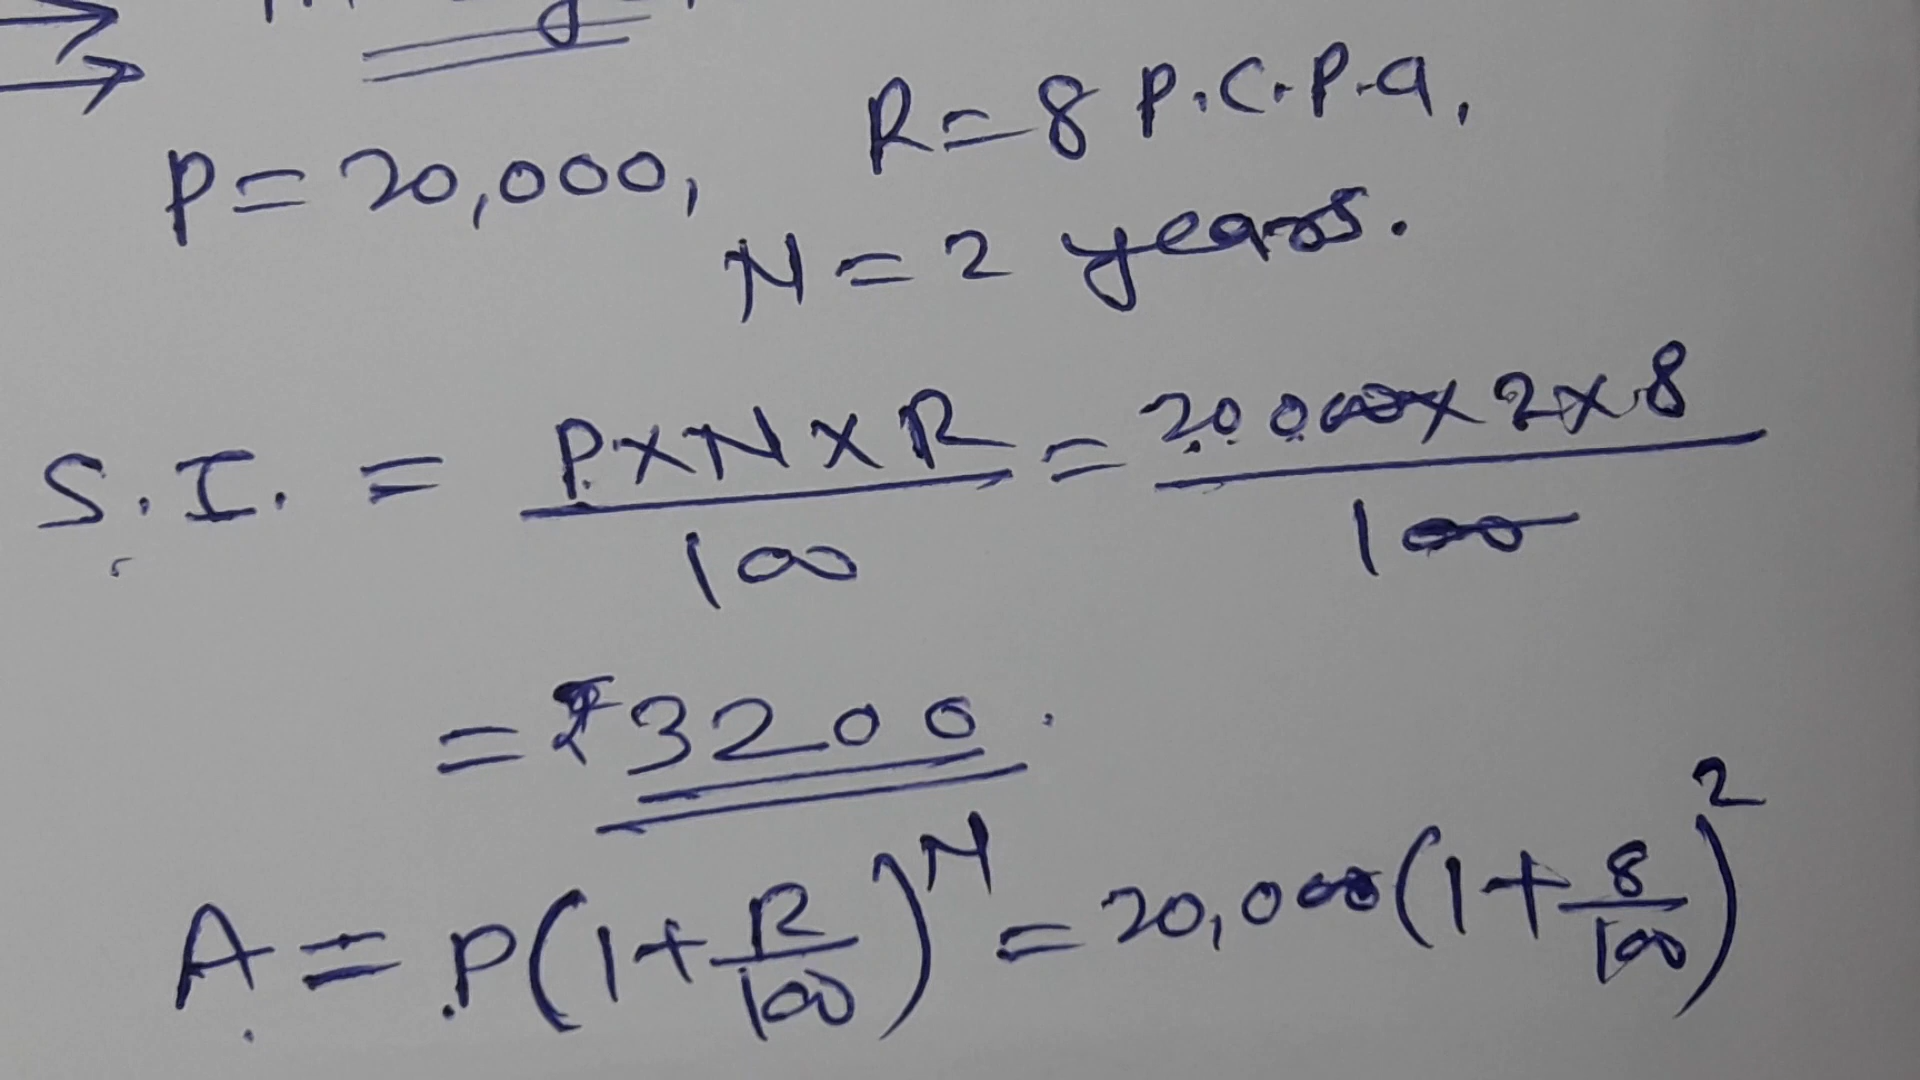 P = 20,000, R = 8 P.C.P.a.
N = 2 years.
S.I. = P×N×R/100 = 20000×2×8/100
= ₹3200.
A = P(1+R/100)^N = 20,000(1+8/100)^2